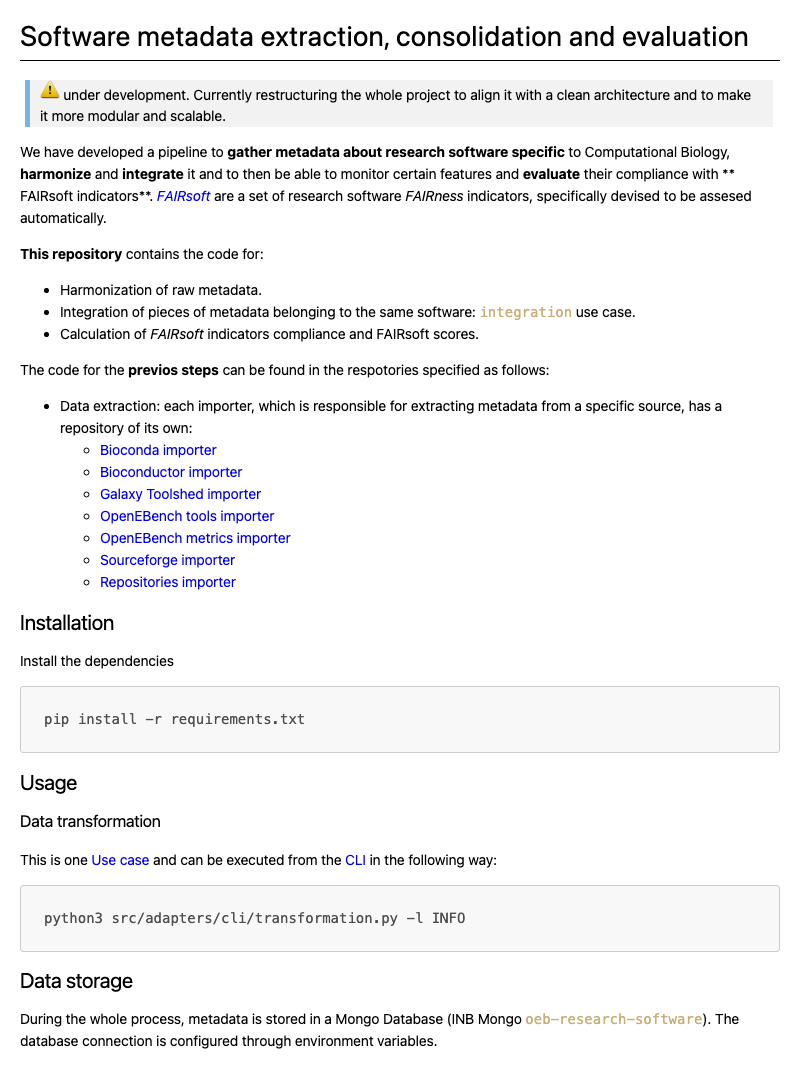 Software metadata extraction, consolidation and evaluation
⚠️ under development. Currently restructuring the whole project to align it with a clean architecture and to make
it more modular and scalable.
We have developed a pipeline to gather metadata about research software specific to Computational Biology,
harmonize and integrate it and to then be able to monitor certain features and evaluate their compliance with **
FAIRsoft indicators**. FAIRsoft are a set of research software FAIRness indicators, specifically devised to be assesed
automatically.
This repository contains the code for:
• Harmonization of raw metadata.
• Integration of pieces of metadata belonging to the same software: integration use case.
• Calculation of FAIRsoft indicators compliance and FAIRsoft scores.
The code for the previos steps can be found in the respotories specified as follows:
• Data extraction: each importer, which is responsible for extracting metadata from a specific source, has a
repository of its own:
◦ Bioconda importer
◦ Bioconductor importer
◦ Galaxy Toolshed importer
◦ OpenEBench tools importer
◦ OpenEBench metrics importer
◦ Sourceforge importer
◦ Repositories importer
Installation
Install the dependencies
pip install -r requirements.txt
Usage
Data transformation
This is one Use case and can be executed from the CLI in the following way:
python3 src/adapters/cli/transformation.py -l INFO
Data storage
During the whole process, metadata is stored in a Mongo Database (INB Mongo oeb-research-software). The
database connection is configured through environment variables.